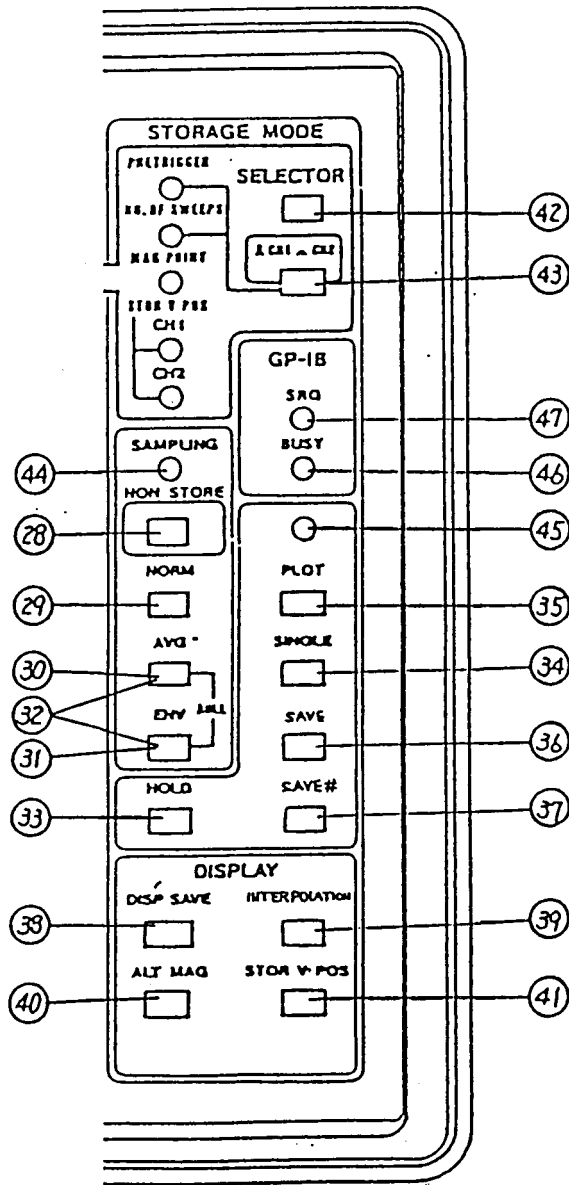 STORAGE MODE
PRETRIGGER
SELECTOR
NO. OF SWEEPS
42
MAG POINT
CH1 CH2
43
STOR V POS
CH1
CH2
GP-IB
SRQ
47
SAMPLING
44
BUSY
46
NON STORE
28
45
NORM
PLOT
29
35
AVG
SINGLE
30
34
32
ENV
SAVE
31
36
HOLD
SAVE#
33
37
DISPLAY
DISP SAVE
INTERPOLATION
38
39
ALT MAG
STOR V-POS
40
41